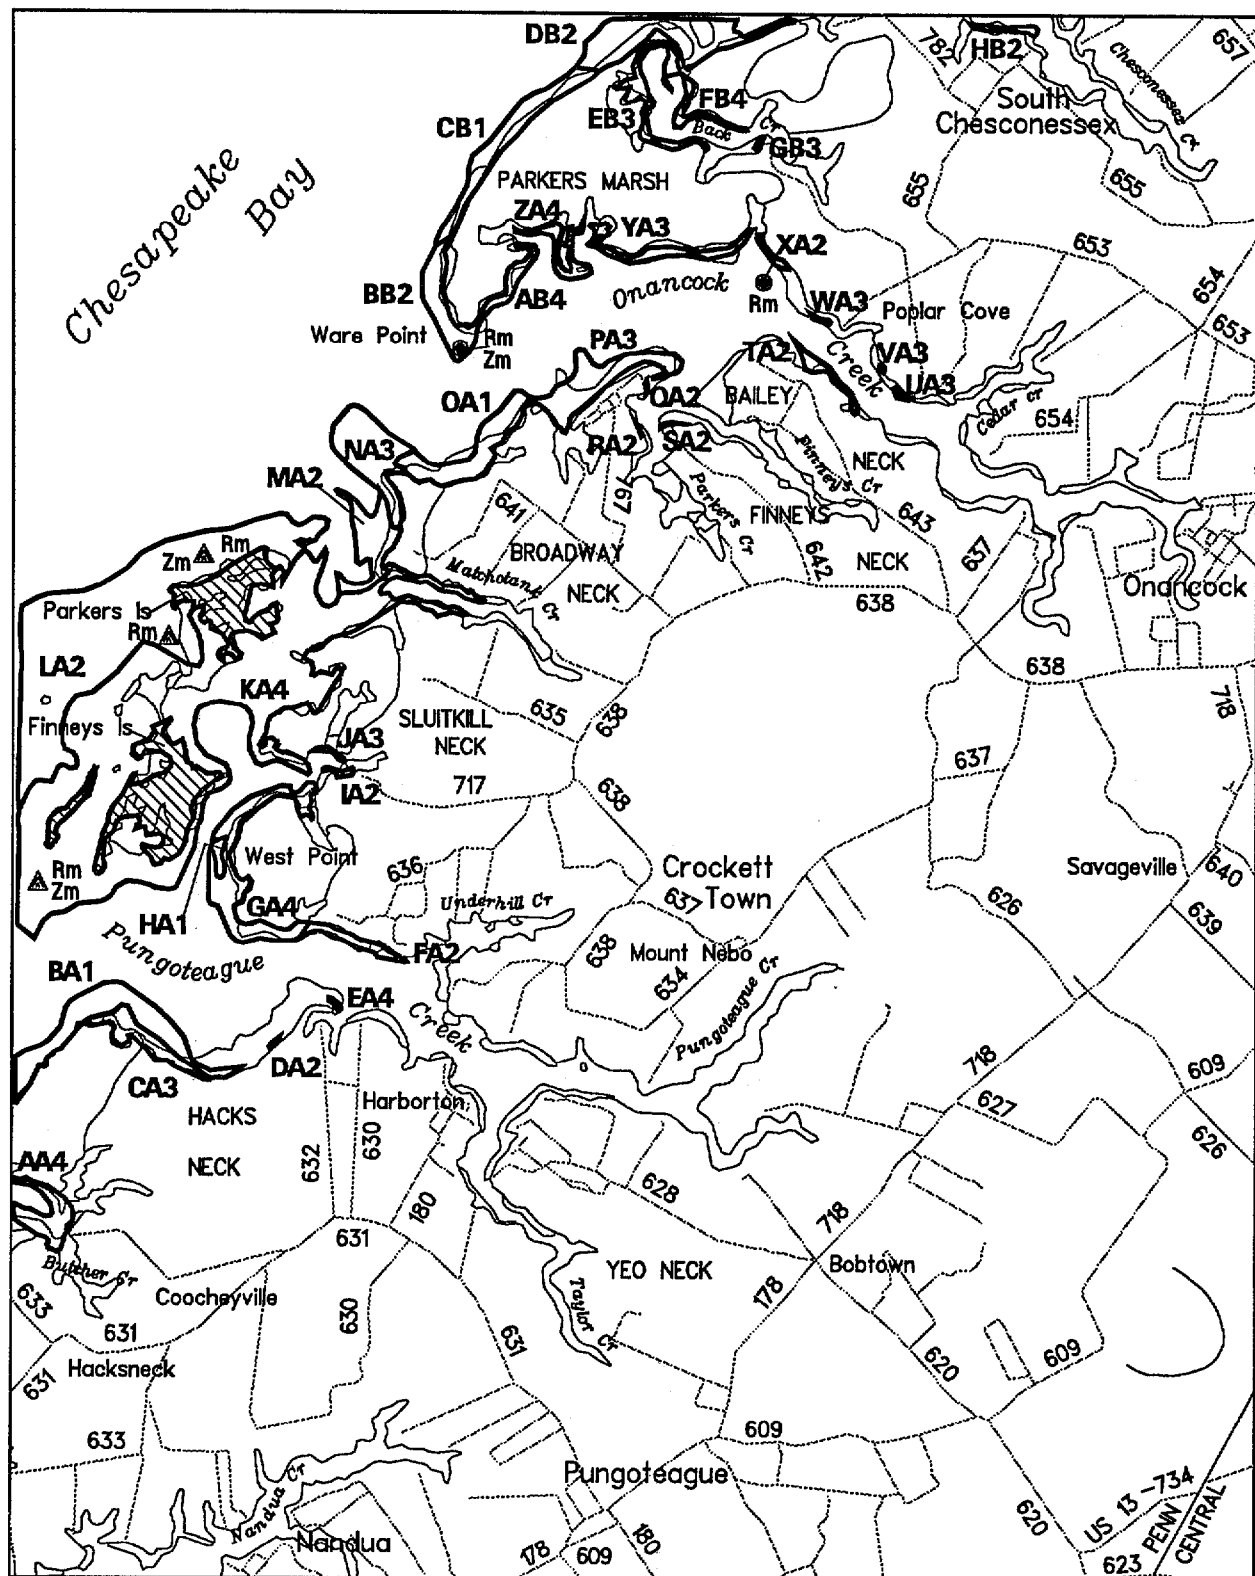 DB2
HB2
782
657
Chesconessex Cr
CB1
FB4
EB3
Back Cr
GB3
South
Chesconessex
Chesapeake
Bay
PARKERS MARSH
655
655
ZA4
YA3
XA2
653
BB2
AB4
Onancock
Creek
Rm
WA3
Poplar Cove
654
653
Ware Point
Rm
Zm
PA3
TA2
VA3
UA3
OA1
QA2
BAILEY
NECK
Cedar Cr
654
NA3
RA2
SA2
Finneys Cr
MA2
767
Parkers Cr
FINNEYS
NECK
641
643
642
637
Zm
Rm
BROADWAY
NECK
Matchotank Cr
638
Onancock
Parkers Is
Rm
LA2
638
KA4
718
Finneys Is
SLUITKILL
NECK
635
638
JA3
IA2
717
637
638
Rm
Zm
West Point
636
Crockett
Town
637
Savageville
640
HA1
GA4
Underhill Cr
626
639
Pungoteague
Creek
FA2
638
Mount Nebo
634
BA1
EA4
Pungoteague Cr
718
609
CA3
DA2
Harborton
627
HACKS
NECK
632
630
626
AA4
180
628
718
631
Butcher Cr
YEO NECK
Bobtown
Coocheyville
Taylor Cr
178
633
631
630
631
620
609
Hacksneck
631
633
609
Pungoteague
Nandua Cr
Nandua
178
609
180
620
US 13-734
PENN
CENTRAL
623